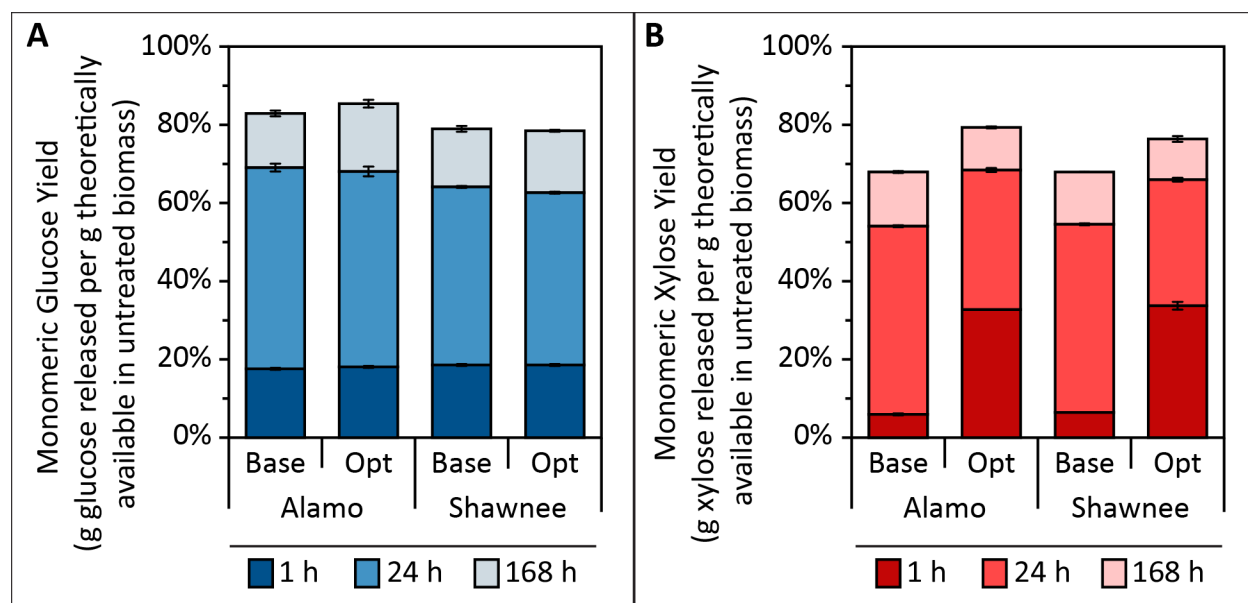 A
Monomeric Glucose Yield
(g glucose released per g theoretically
available in untreated biomass)
100%
80%
60%
40%
20%
0%
Base Opt Base Opt
Alamo Shawnee
1 h 24 h 168 h
B
Monomeric Xylose Yield
(g xylose released per g theoretically
available in untreated biomass)
100%
80%
60%
40%
20%
0%
Base Opt Base Opt
Alamo Shawnee
1 h 24 h 168 h